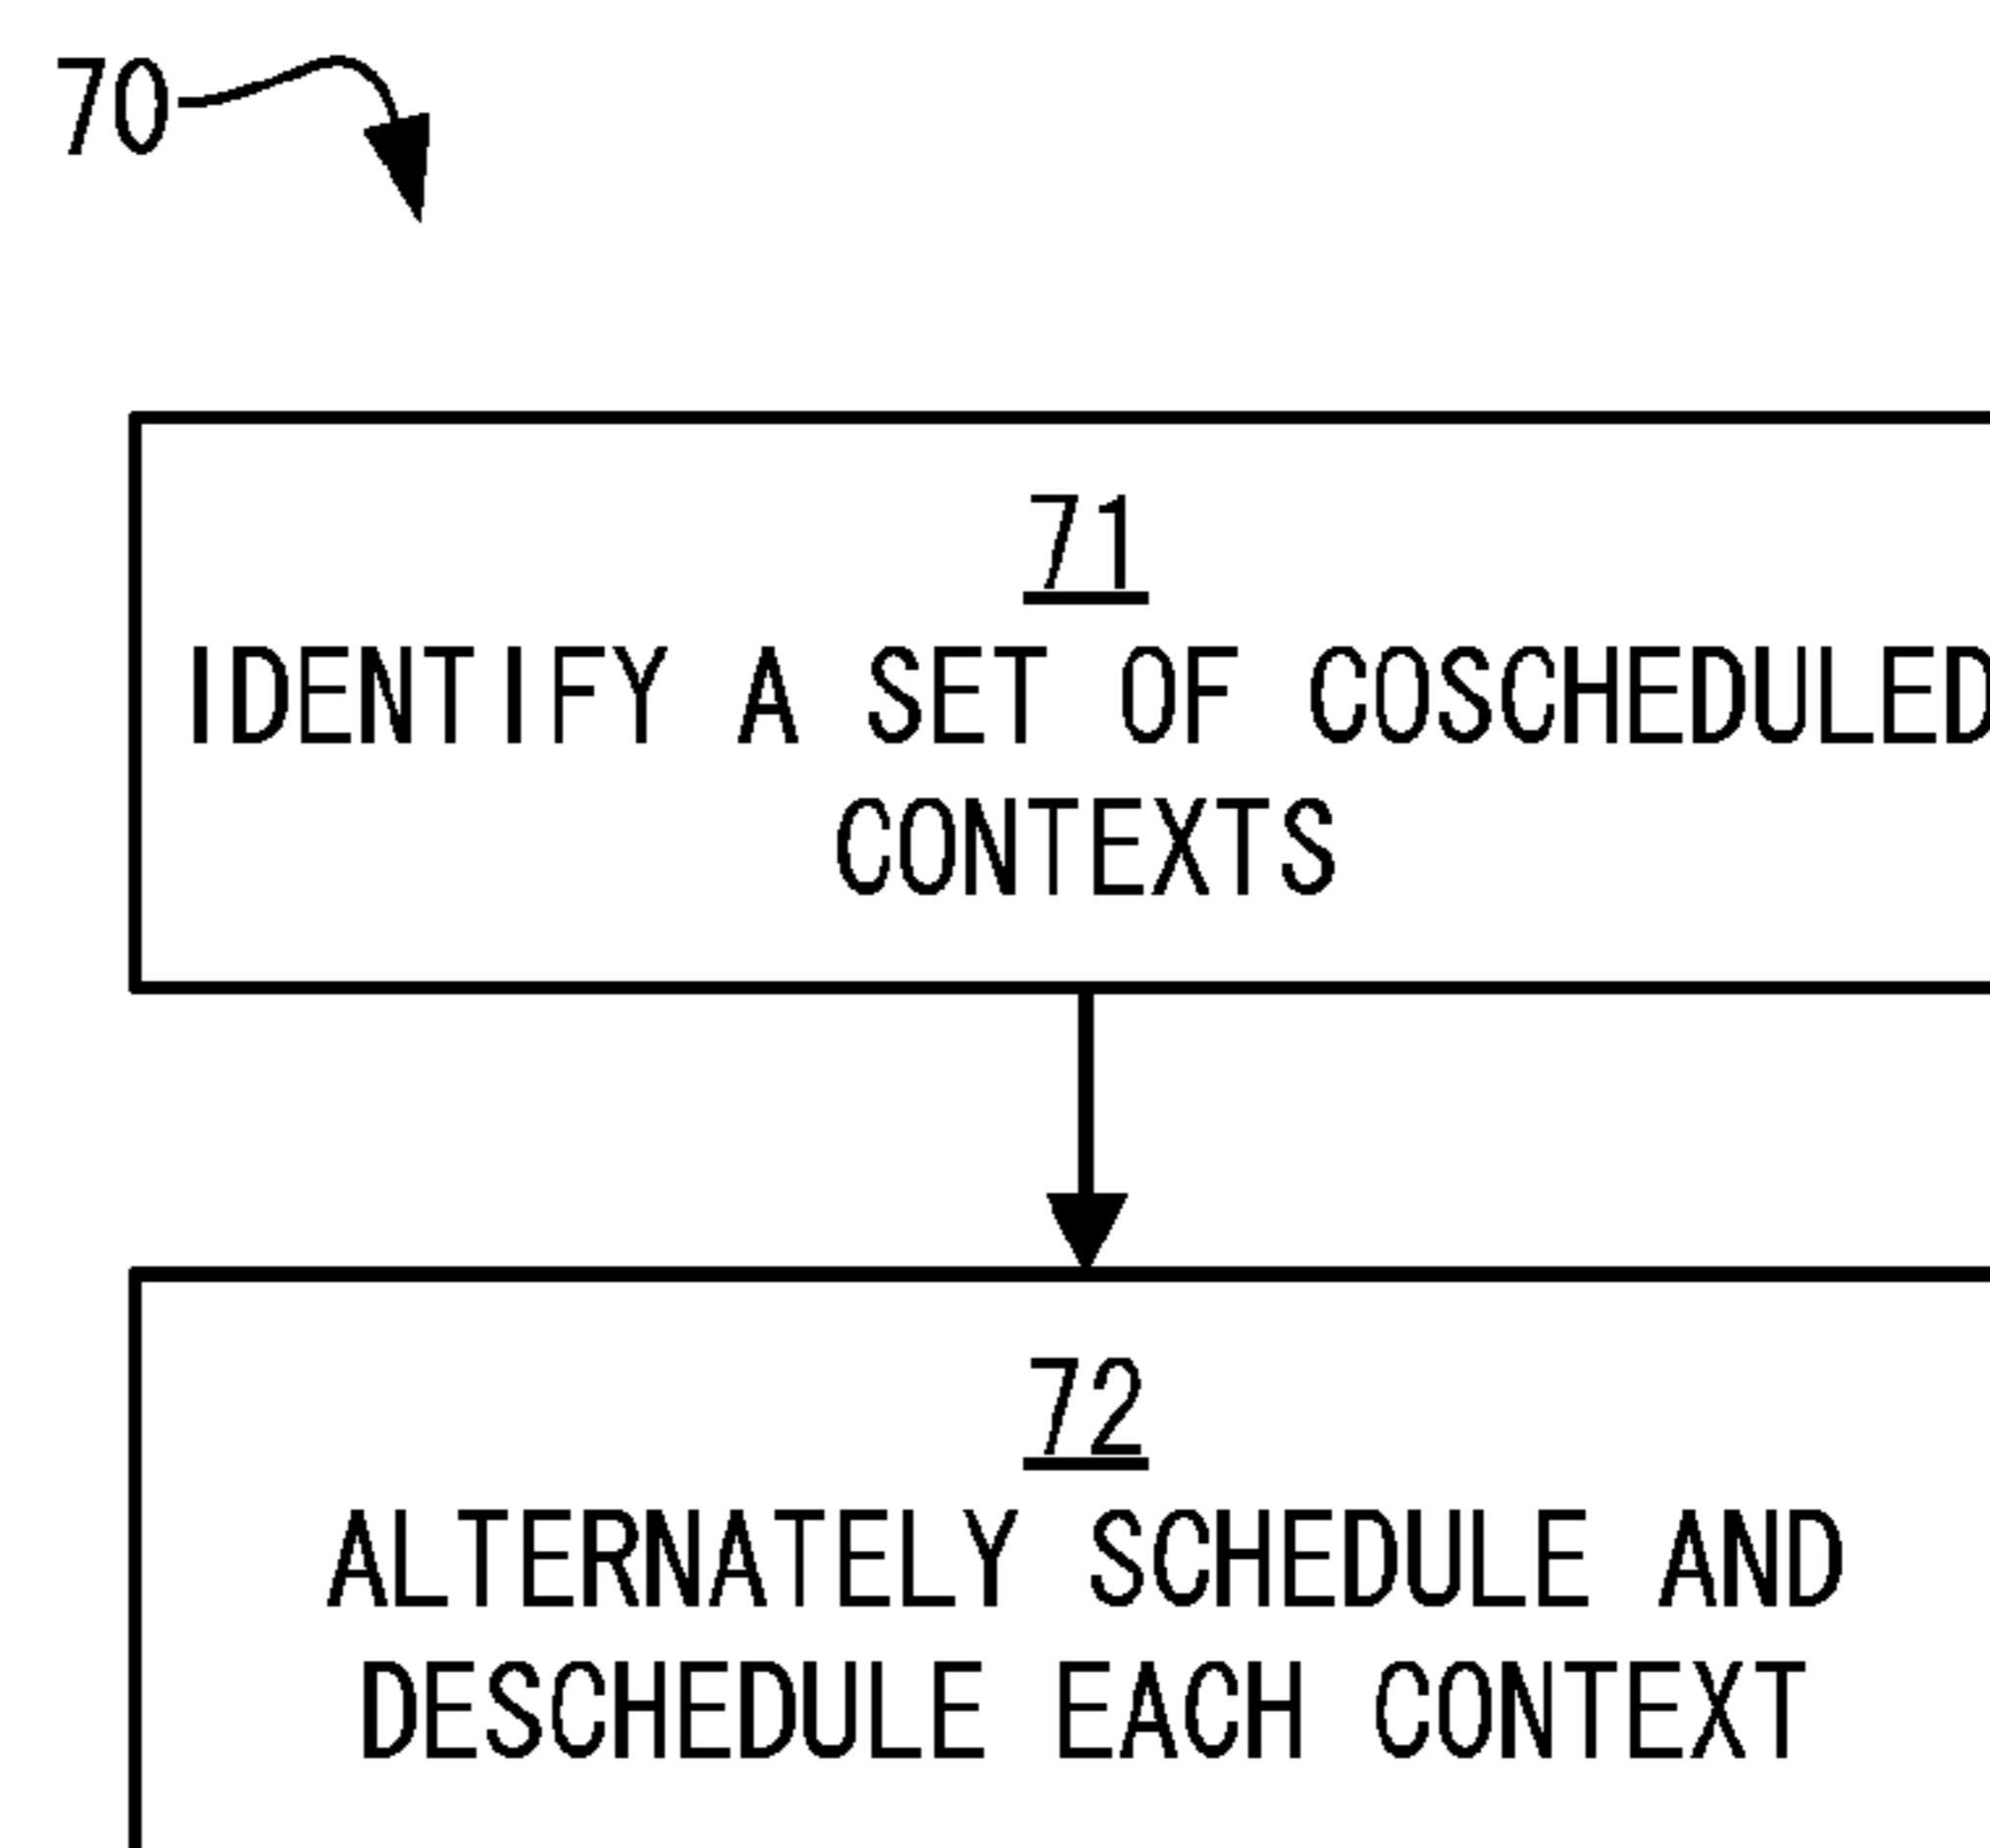 70
71
IDENTIFY A SET OF COSCHEDULED
CONTEXTS
72
ALTERNATELY SCHEDULE AND
DESCHEDULE EACH CONTEXT